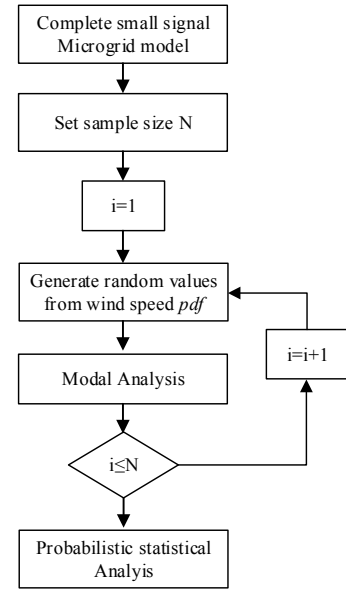 Complete small signal
Microgrid model
Set sample size N
i=1
Generate random values
from wind speed pdf
i=i+1
Modal Analysis
i≤N
Probabilistic statistical
Analyis